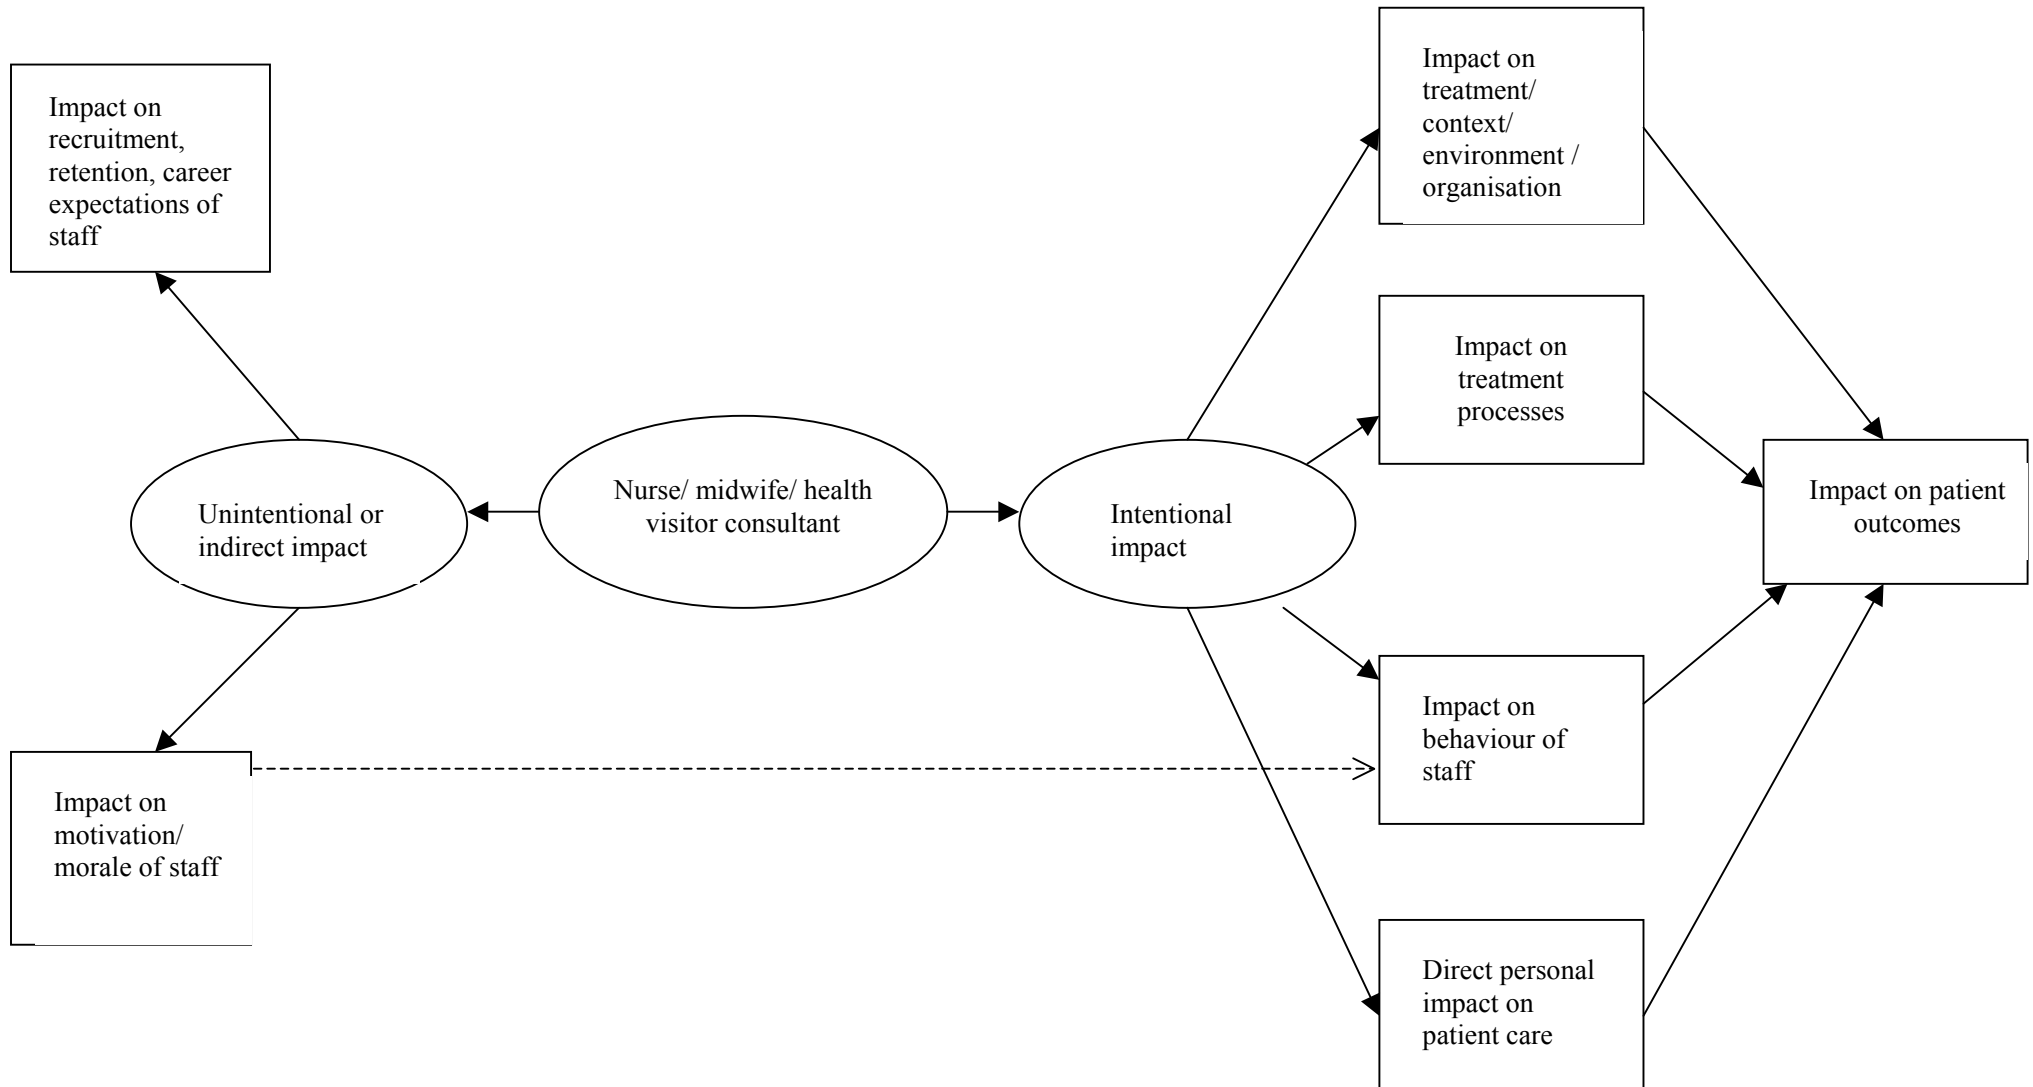 Impact on
recruitment,
retention, career
expectations of
staff
Unintentional or
indirect impact
Impact on
motivation/
morale of staff
Nurse/ midwife/ health
visitor consultant
Intentional
impact
Impact on
treatment/
context/
environment /
organisation
Impact on
treatment
processes
Impact on
behaviour of
staff
Direct personal
impact on
patient care
Impact on patient
outcomes